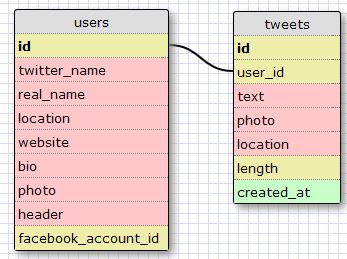 users
id
twitter_name
real_name
location
website
bio
photo
header
facebook_account_id
tweets
id
user_id
text
photo
location
length
created_at